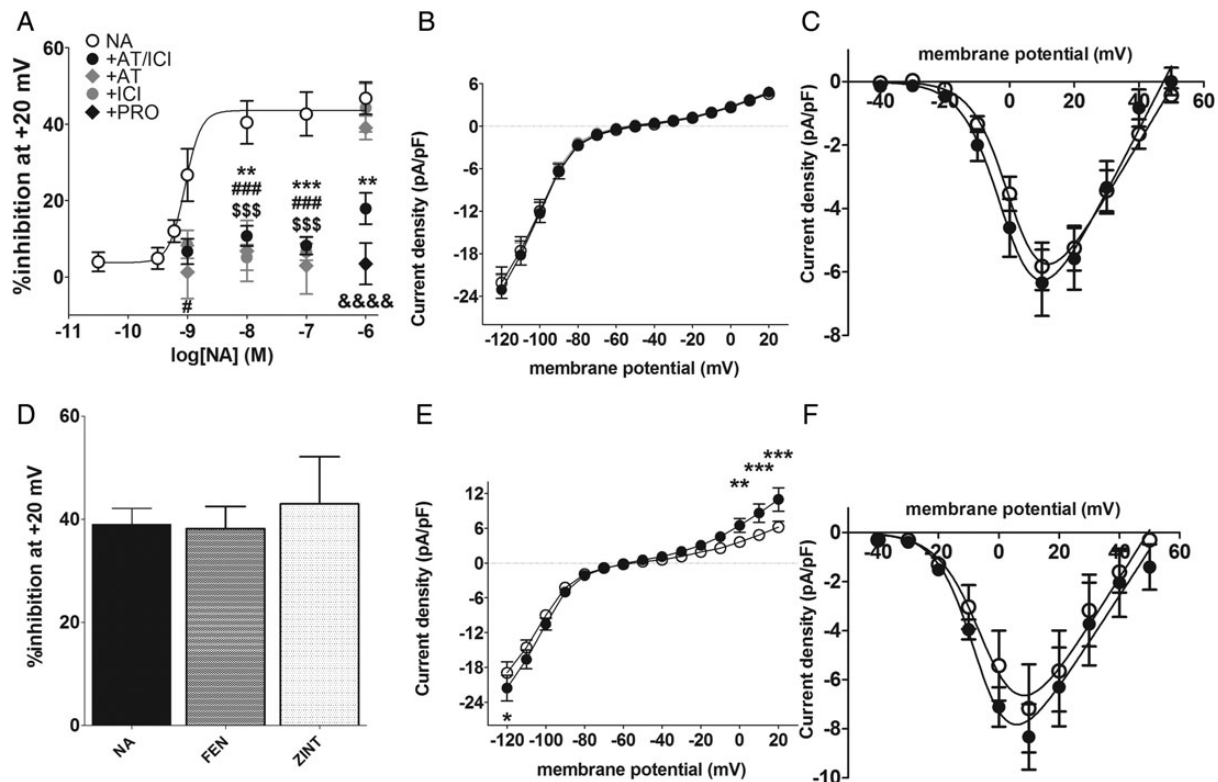 A
%inhibition at +20 mV
60
40
20
0
NA
+AT/ICI
+AT
+ICI
+PRO
**
###
$$$
***
###
$$$
**
#
&&&&
-11 -10 -9 -8 -7 -6
log[NA] (M)
B
Current density (pA/pF)
6
0
-6
-12
-18
-24
-120 -100 -80 -60 -40 -20 0 20
membrane potential (mV)
C
membrane potential (mV)
-40 -20 0 20 40 60
Current density (pA/pF)
0
-2
-4
-6
-8
D
%inhibition at +20 mV
60
40
20
0
NA
FEN
ZINT
E
Current density (pA/pF)
12
6
0
-6
-12
-18
-24
***
***
**
*
-120 -100 -80 -60 -40 -20 0 20
membrane potential (mV)
F
membrane potential (mV)
-40 -20 0 20 40 60
Current density (pA/pF)
0
-2
-4
-6
-8
-10